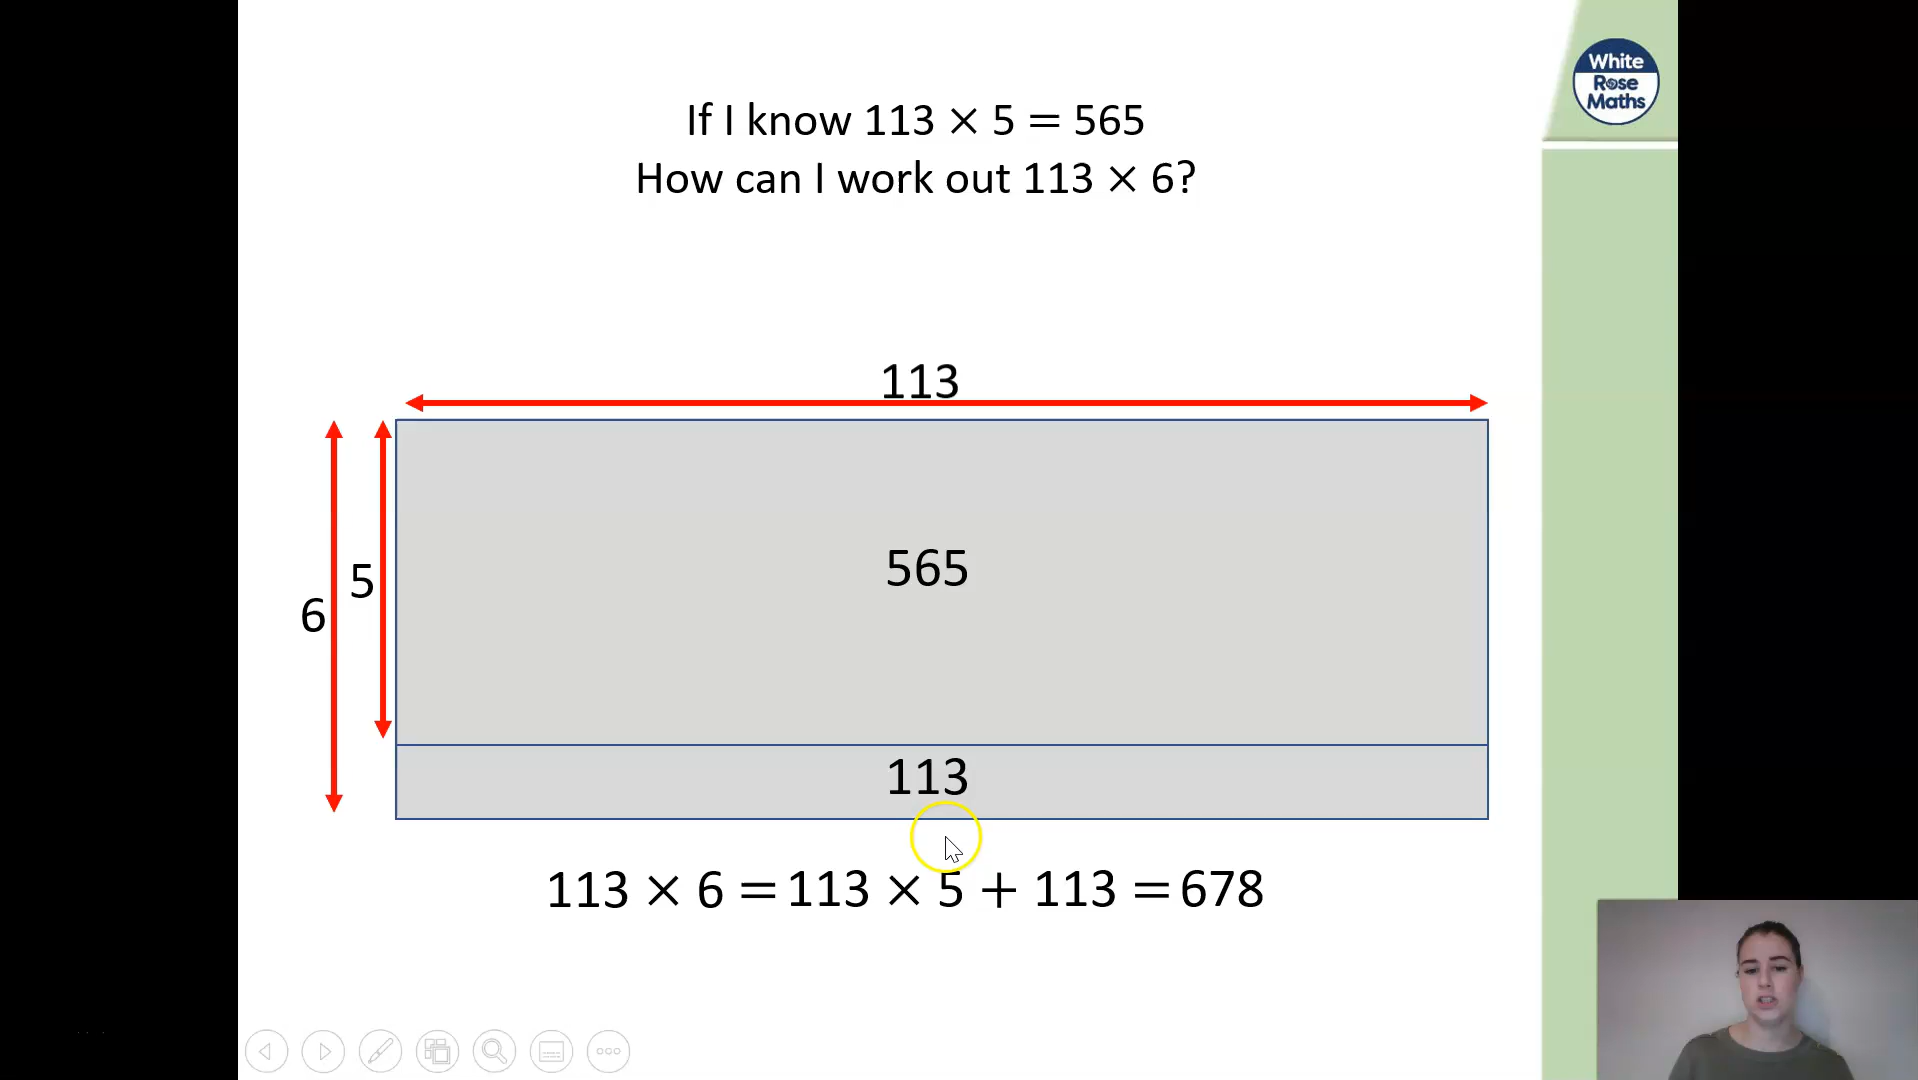 If I know 113 × 5 = 565
How can I work out 113 × 6?
White
Rose
Maths
113
5
6
565
113
113 × 6 = 113 × 5 + 113 = 678